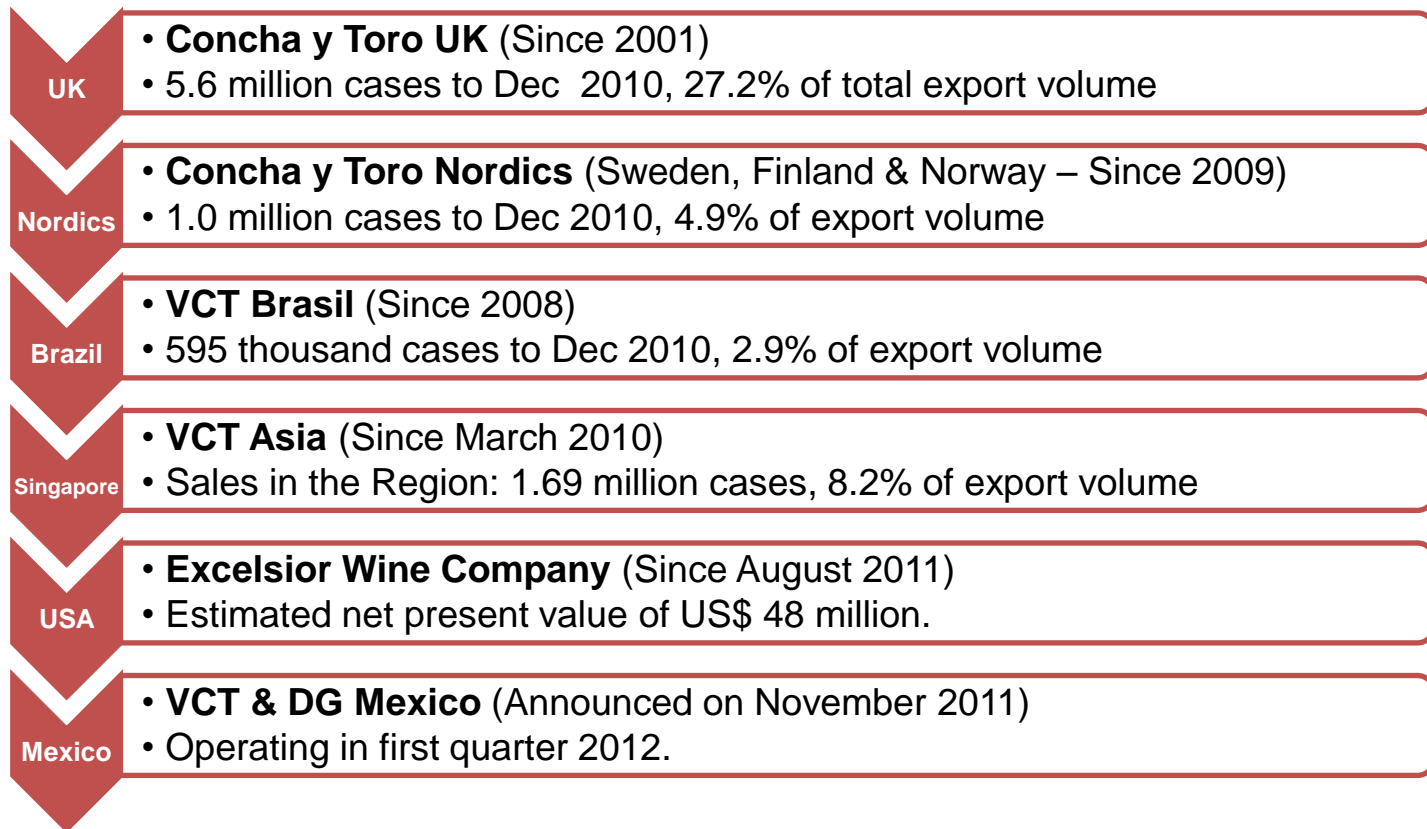 UK
• Concha y Toro UK (Since 2001)
• 5.6 million cases to Dec  2010, 27.2% of total export volume
Nordics
• Concha y Toro Nordics (Sweden, Finland & Norway – Since 2009)
• 1.0 million cases to Dec 2010, 4.9% of export volume
Brazil
• VCT Brasil (Since 2008)
• 595 thousand cases to Dec 2010, 2.9% of export volume
Singapore
• VCT Asia (Since March 2010)
• Sales in the Region: 1.69 million cases, 8.2% of export volume
USA
• Excelsior Wine Company (Since August 2011)
• Estimated net present value of US$ 48 million.
Mexico
• VCT & DG Mexico (Announced on November 2011)
• Operating in first quarter 2012.